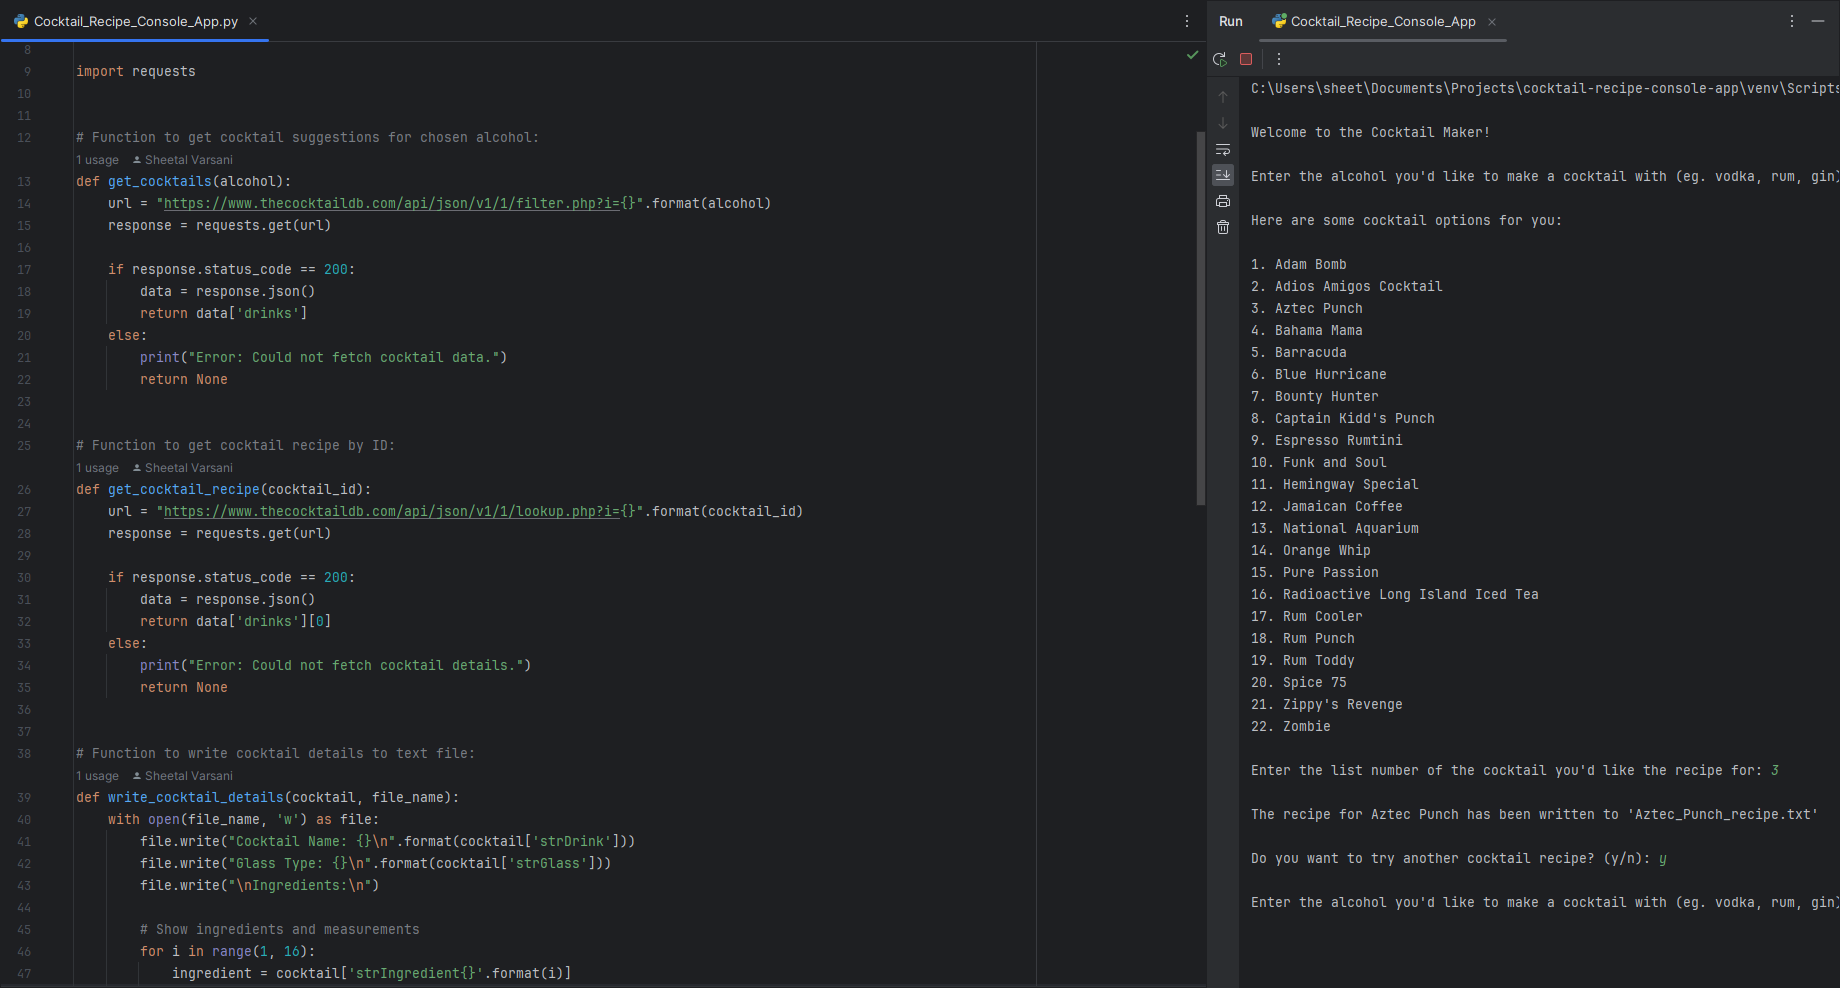 Cocktail_Recipe_Console_App.py
8
9 import requests
10
11
12 # Function to get cocktail suggestions for chosen alcohol:
1 usage Sheetal Varsani
13 def get_cocktails(alcohol):
14 url = "https://www.thecocktaildb.com/api/json/v1/1/filter.php?i={}".format(alcohol)
15 response = requests.get(url)
16
17 if response.status_code == 200:
18 data = response.json()
19 return data['drinks']
20 else:
21 print("Error: Could not fetch cocktail data.")
22 return None
23
24
25 # Function to get cocktail recipe by ID:
1 usage Sheetal Varsani
26 def get_cocktail_recipe(cocktail_id):
27 url = "https://www.thecocktaildb.com/api/json/v1/1/lookup.php?i={}".format(cocktail_id)
28 response = requests.get(url)
29
30 if response.status_code == 200:
31 data = response.json()
32 return data['drinks'][0]
33 else:
34 print("Error: Could not fetch cocktail details.")
35 return None
36
37
38 # Function to write cocktail details to text file:
1 usage Sheetal Varsani
39 def write_cocktail_details(cocktail, file_name):
40 with open(file_name, 'w') as file:
41 file.write("Cocktail Name: {}\n".format(cocktail['strDrink']))
42 file.write("Glass Type: {}\n".format(cocktail['strGlass']))
43 file.write("\nIngredients:\n")
44
45 # Show ingredients and measurements
46 for i in range(1, 16):
47 ingredient = cocktail['strIngredient{}'.format(i)]
Run Cocktail_Recipe_Console_App
C:\Users\sheet\Documents\Projects\cocktail-recipe-console-app\venv\Scripts
Welcome to the Cocktail Maker!
Enter the alcohol you'd like to make a cocktail with (eg. vodka, rum, gin)
Here are some cocktail options for you:
1. Adam Bomb
2. Adios Amigos Cocktail
3. Aztec Punch
4. Bahama Mama
5. Barracuda
6. Blue Hurricane
7. Bounty Hunter
8. Captain Kidd's Punch
9. Espresso Rumtini
10. Funk and Soul
11. Hemingway Special
12. Jamaican Coffee
13. National Aquarium
14. Orange Whip
15. Pure Passion
16. Radioactive Long Island Iced Tea
17. Rum Cooler
18. Rum Punch
19. Rum Toddy
20. Spice 75
21. Zippy's Revenge
22. Zombie
Enter the list number of the cocktail you'd like the recipe for: 3
The recipe for Aztec Punch has been written to 'Aztec_Punch_recipe.txt'
Do you want to try another cocktail recipe? (y/n): y
Enter the alcohol you'd like to make a cocktail with (eg. vodka, rum, gin)